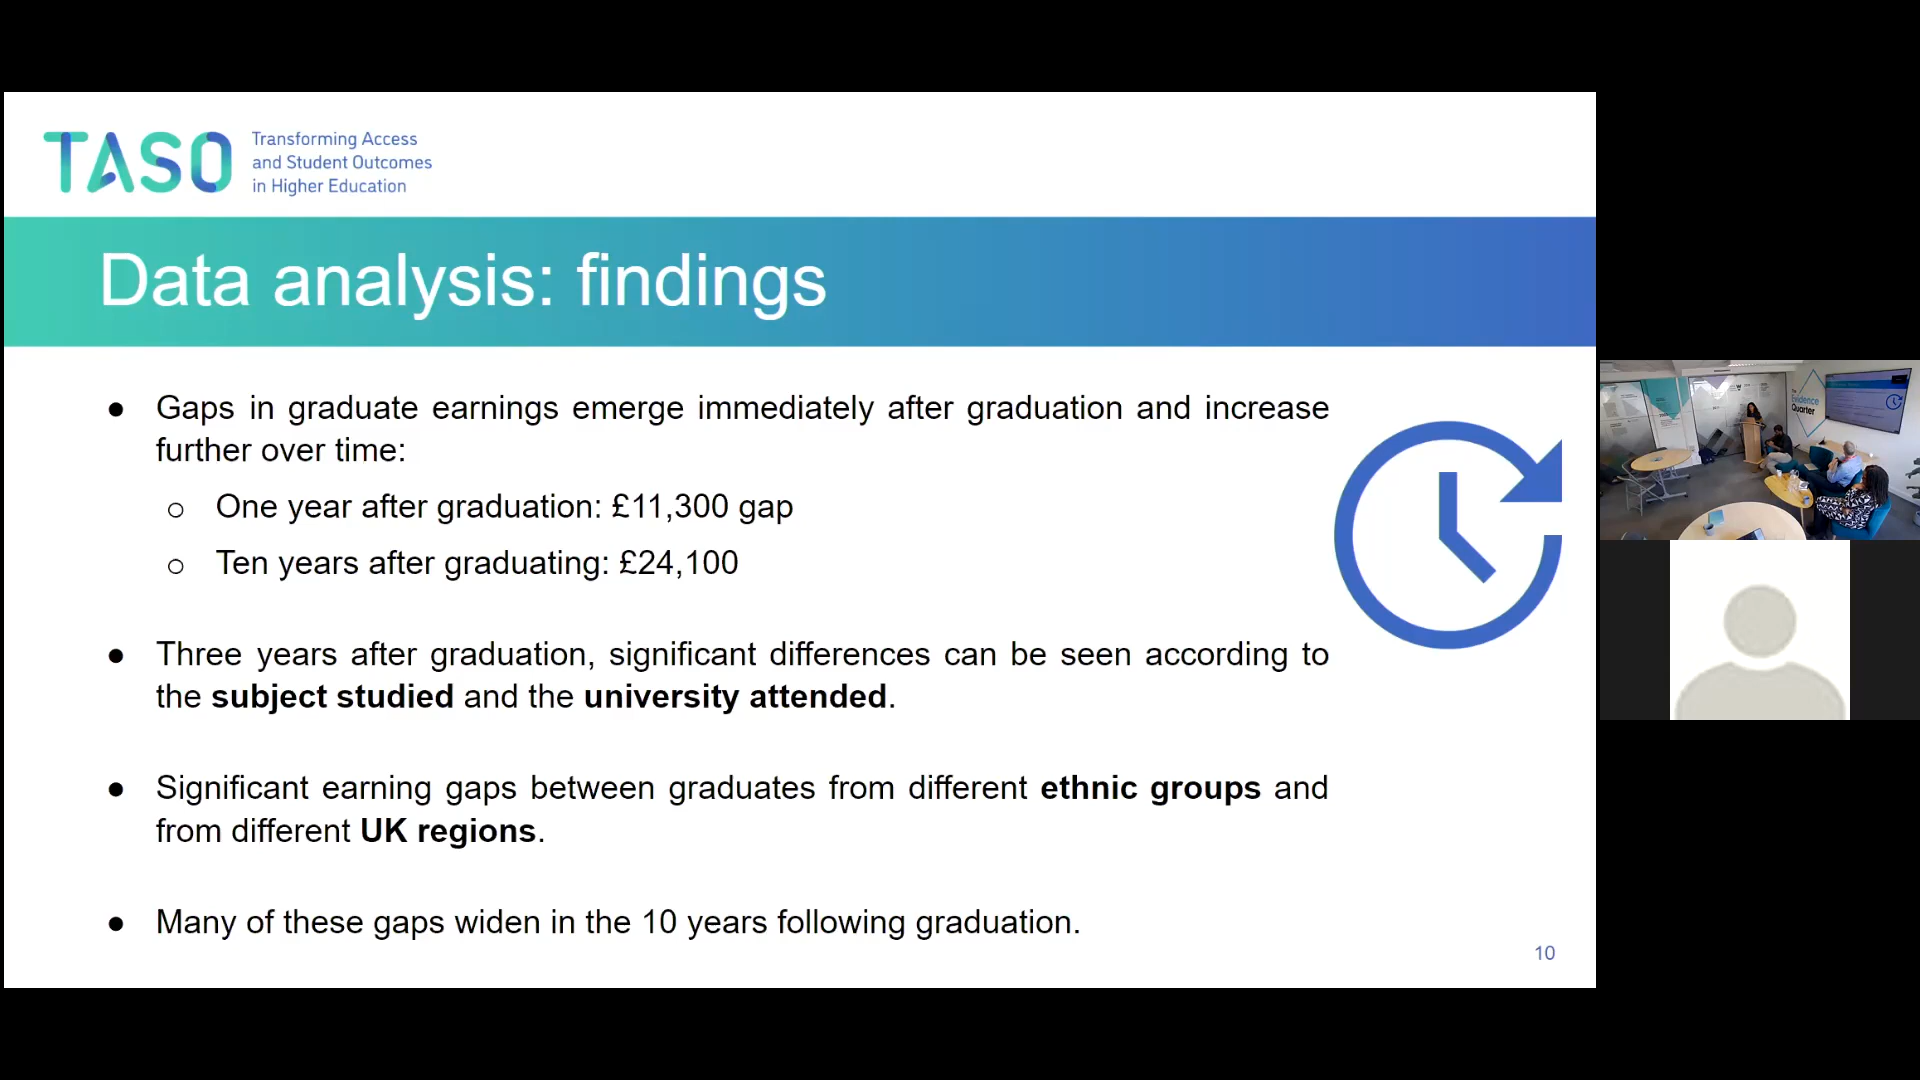 TASO
Transforming Access
and Student Outcomes
in Higher Education
Data analysis: findings
● Gaps in graduate earnings emerge immediately after graduation and increase
further over time:
o One year after graduation: £11,300 gap
o Ten years after graduating: £24,100
● Three years after graduation, significant differences can be seen according to
the subject studied and the university attended.
● Significant earning gaps between graduates from different ethnic groups and
from different UK regions.
● Many of these gaps widen in the 10 years following graduation.
10
Evidence
Quarter